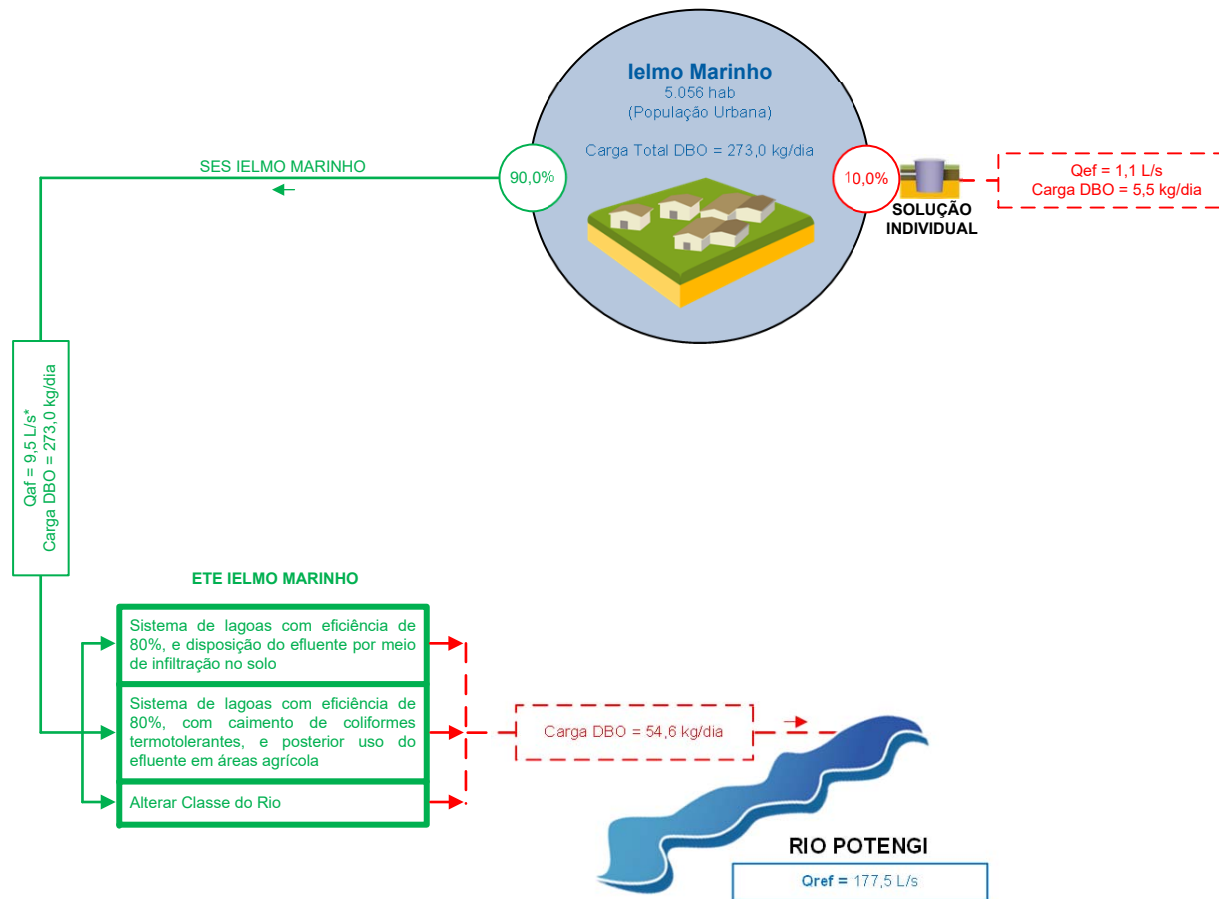 Ielmo Marinho
5.056 hab
(População Urbana)
Carga Total DBO = 273,0 kg/dia
SES IELMO MARINHO
90,0%
10,0%
SOLUÇÃO
INDIVIDUAL
Qef = 1,1 L/s
Carga DBO = 5,5 kg/dia
Qaf = 9,5 L/s*
Carga DBO = 273,0 kg/dia
ETE IELMO MARINHO
Sistema de lagoas com eficiência de
80%, e disposição do efluente por meio
de infiltração no solo
Sistema de lagoas com eficiência de
80%, com caimento de coliformes
termotolerantes, e posterior uso do
efluente em áreas agrícola
Alterar Classe do Rio
Carga DBO = 54,6 kg/dia
RIO POTENGI
Qref = 177,5 L/s